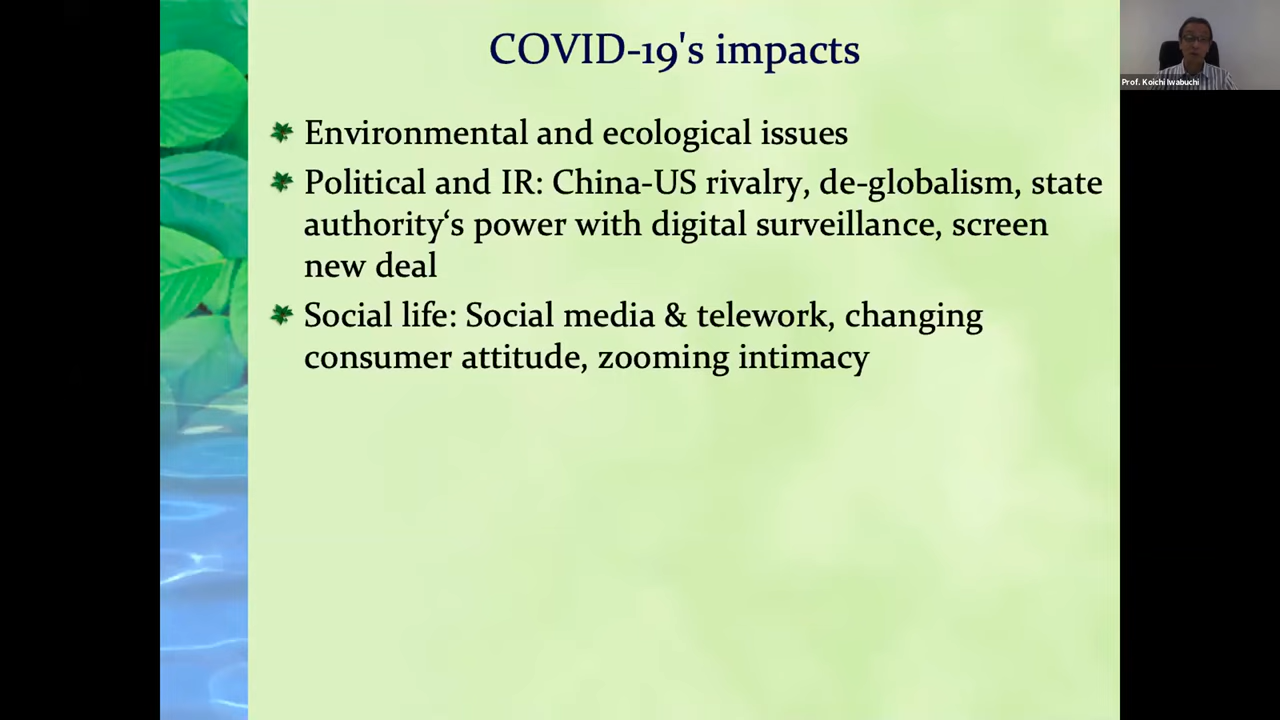 COVID-19's impacts
Prof. Koichi Iwabuchi
Environmental and ecological issues
Political and IR: China-US rivalry, de-globalism, state
authority‘s power with digital surveillance, screen
new deal
Social life: Social media & telework, changing
consumer attitude, zooming intimacy